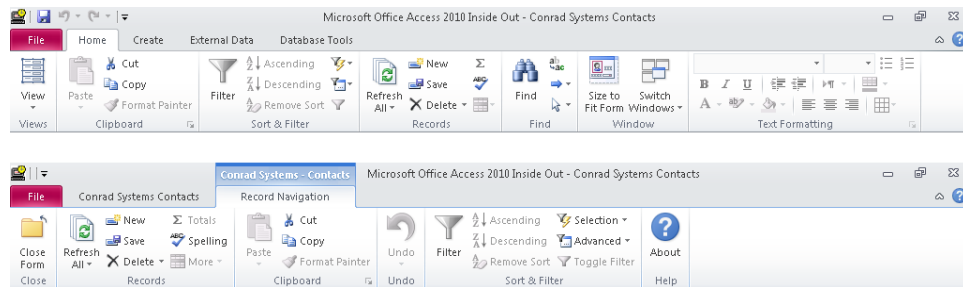 Microsoft Office Access 2010 Inside Out - Conrad Systems Contacts
File Home Create External Data Database Tools
View
Views
Paste
Cut
Copy
Format Painter
Clipboard
Filter
Ascending
Descending
Remove Sort
Sort & Filter
Refresh
All
New
Save
Delete
Records
Find
Find
Size to
Fit Form
Switch
Windows
Window
B I U
A
Text Formatting
Conrad Systems - Contacts Microsoft Office Access 2010 Inside Out - Conrad Systems Contacts
File Conrad Systems Contacts Record Navigation
Close
Form
Close
Refresh
All
New
Save
Delete
Totals
Spelling
More
Records
Paste
Cut
Copy
Format Painter
Clipboard
Undo
Undo
Filter
Ascending
Descending
Remove Sort
Selection
Advanced
Toggle Filter
Sort & Filter
About
Help